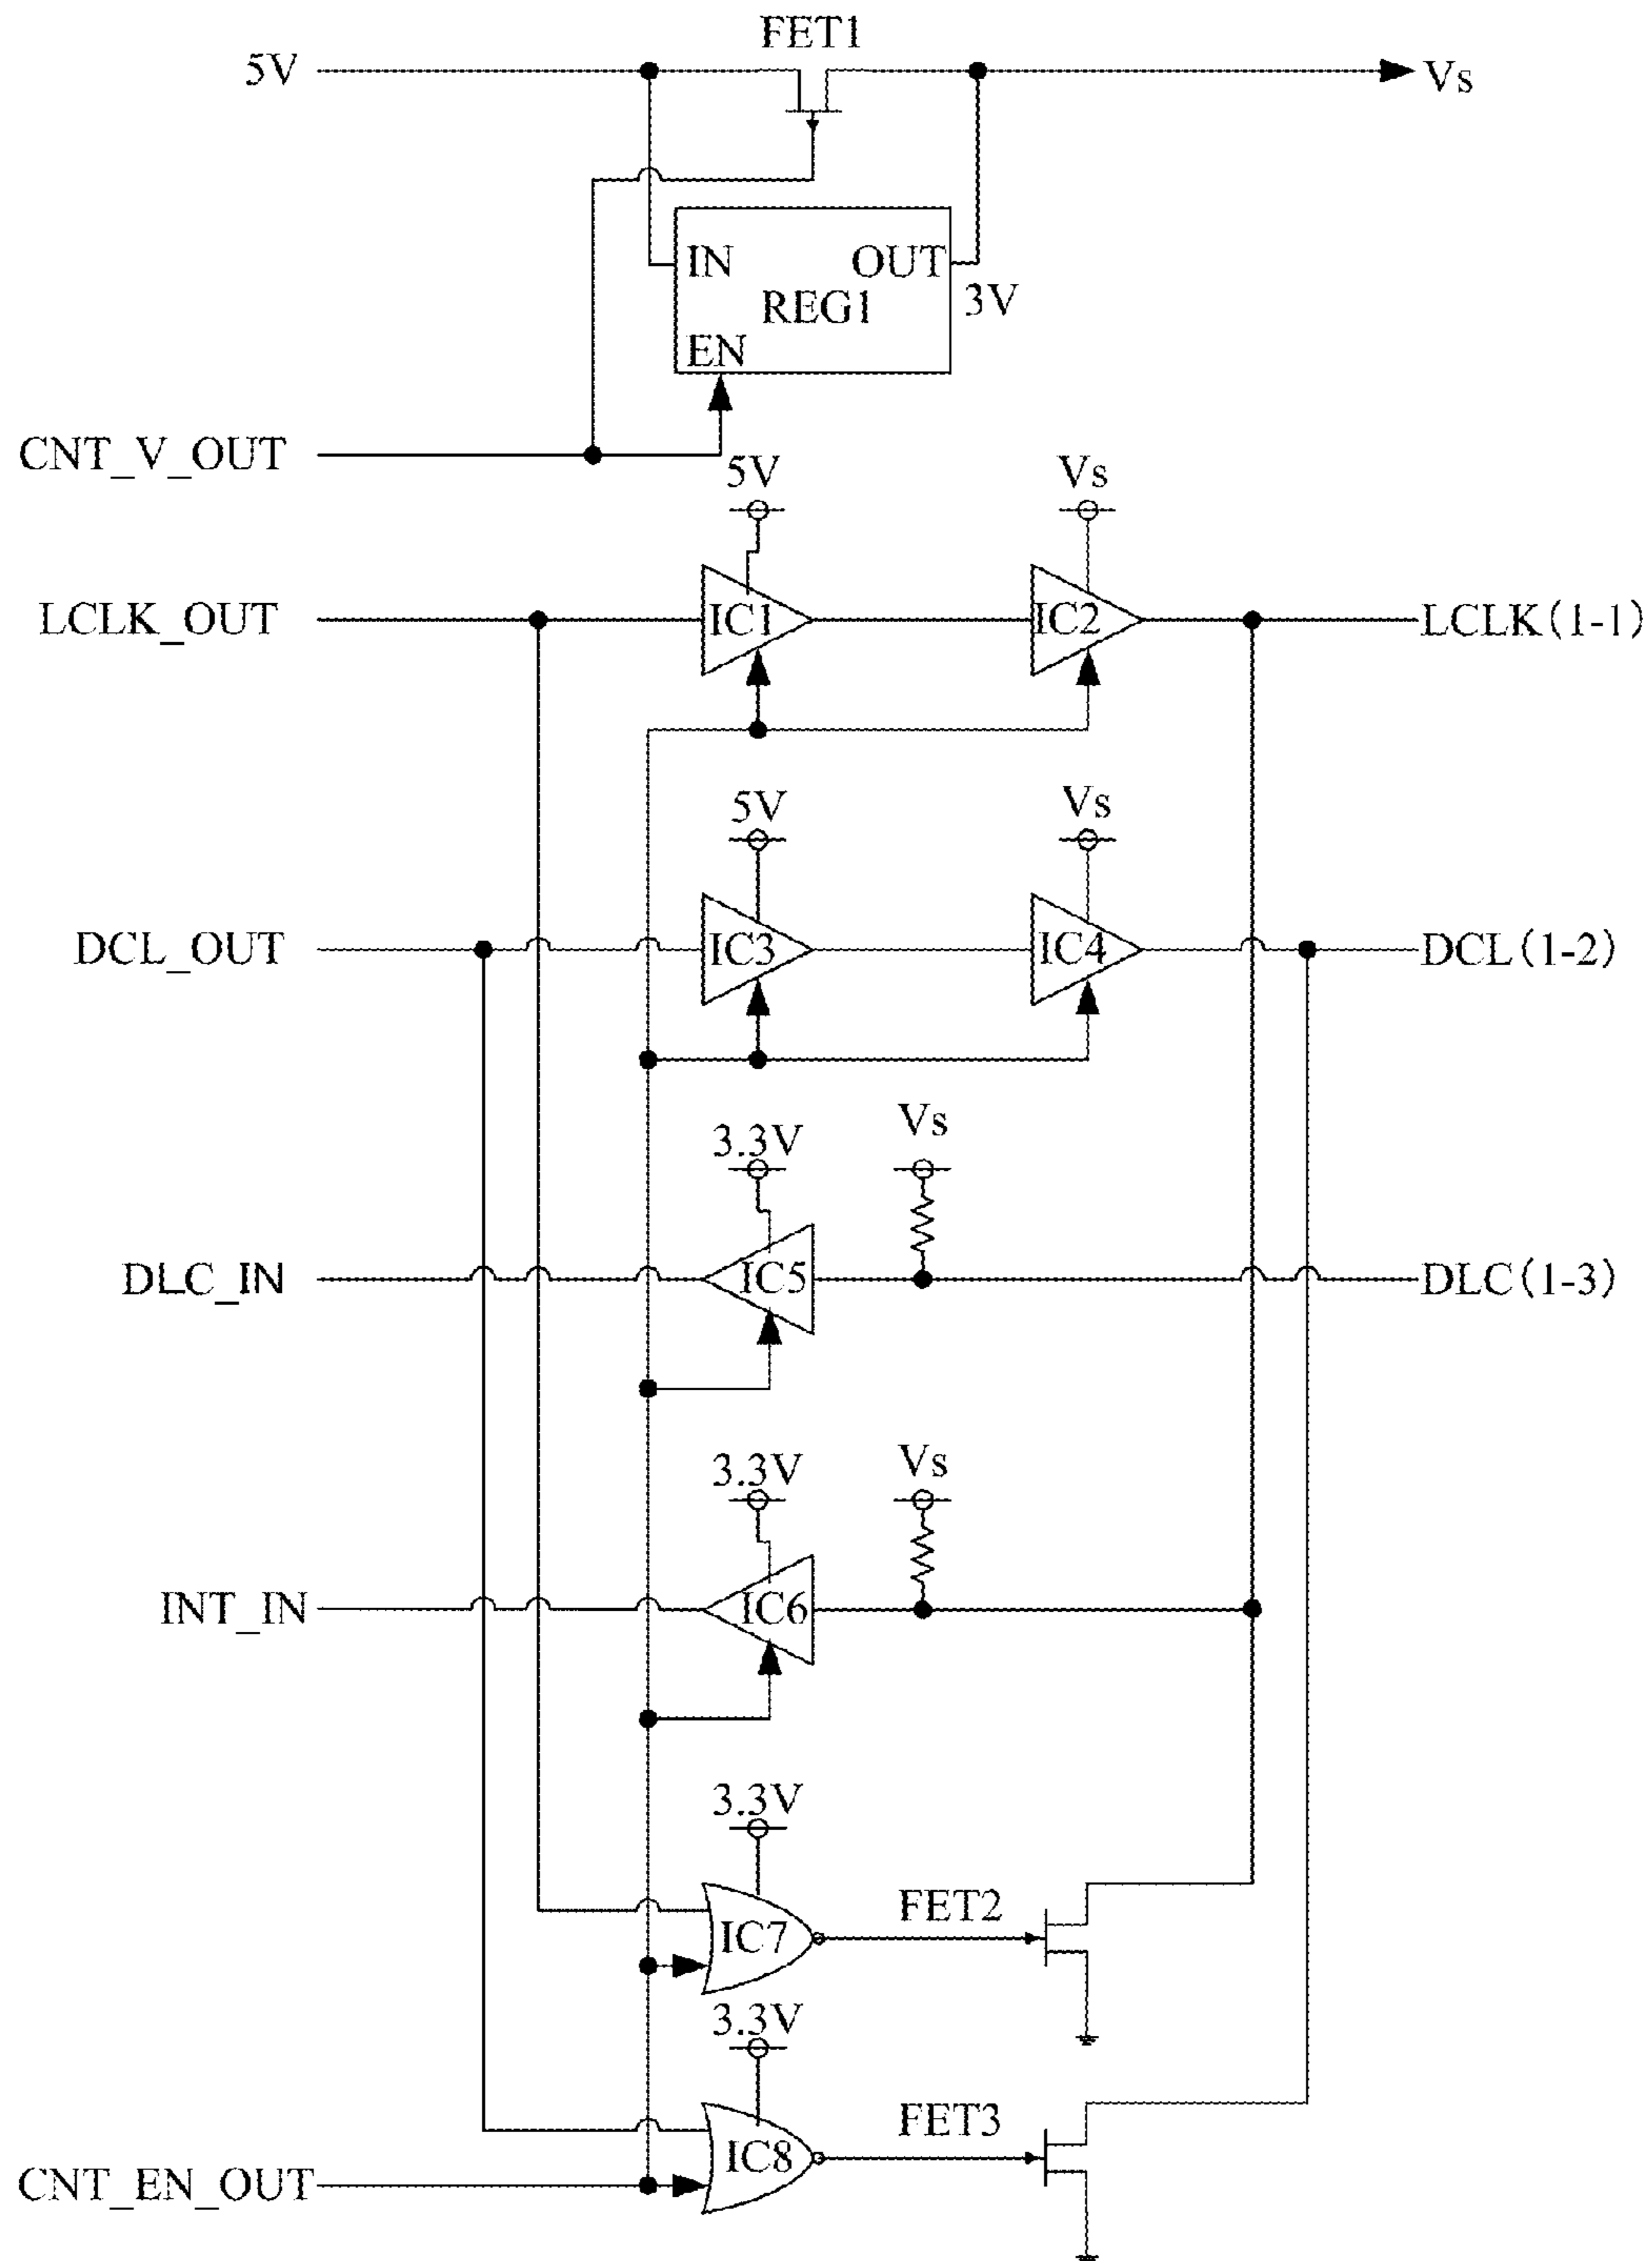 FET1
5V
Vs
IN
OUT
REG1
3V
EN
CNT_V_OUT
5V
Vs
LCLK_OUT
IC1
IC2
LCLK(1-1)
5V
Vs
DCL_OUT
IC3
IC4
DCL(1-2)
3.3V
Vs
DLC_IN
IC5
DLC(1-3)
3.3V
Vs
INT_IN
IC6
3.3V
IC7
FET2
3.3V
IC8
FET3
CNT_EN_OUT